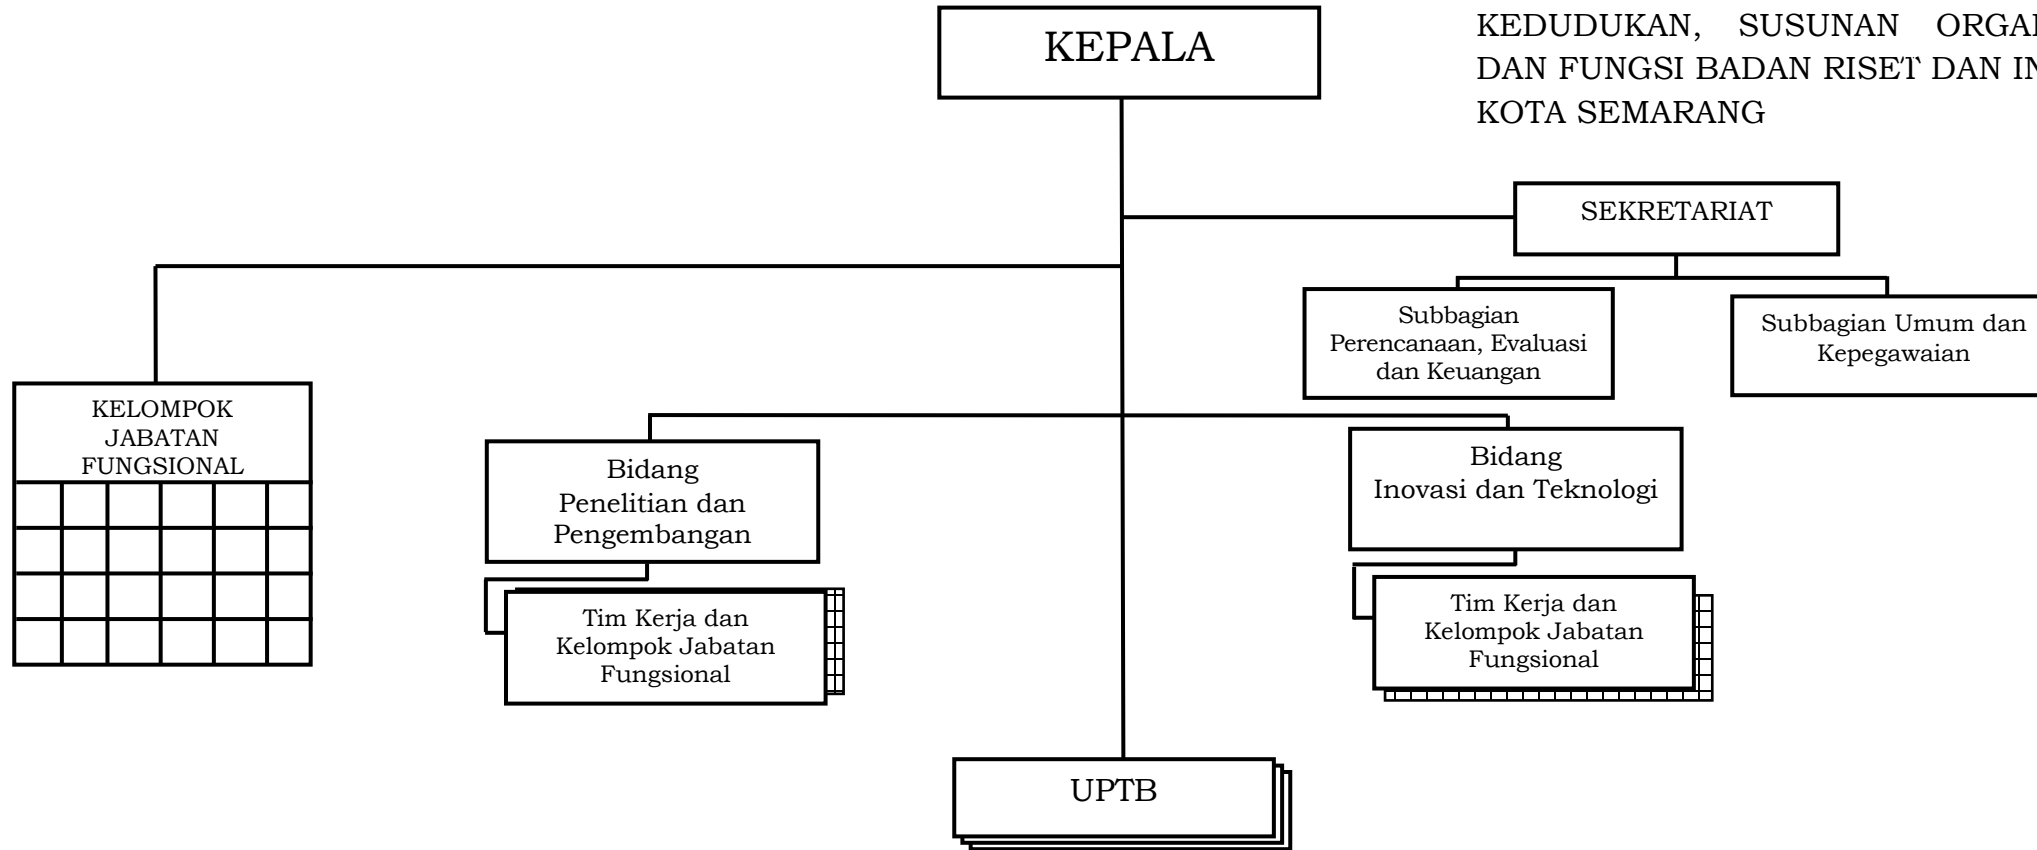 KEPALA
KEDUDUKAN, SUSUNAN
DAN FUNGSI BADAN RISET DAN
KOTA SEMARANG
SEKRETARIAT
Subbagian
Perencanaan, Evaluasi
dan Keuangan
Subbagian Umum dan
Kepegawaian
KELOMPOK
JABATAN
FUNGSIONAL
Bidang
Penelitian dan
Pengembangan
Bidang
Inovasi dan Teknologi
Tim Kerja dan
Kelompok Jabatan
Fungsional
Tim Kerja dan
Kelompok Jabatan
Fungsional
UPTB